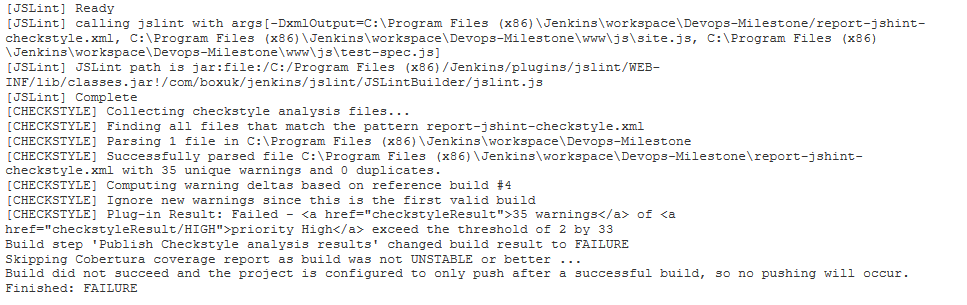 [JSLint] Ready
[JSLint] calling jslint with args[-DxmlOutput=C:\Program Files (x86)\Jenkins\workspace\Devops-Milestone/report-jshint-
checkstyle.xml, C:\Program Files (x86)\Jenkins\workspace\Devops-Milestone\www\js\site.js, C:\Program Files (x86)
\Jenkins\workspace\Devops-Milestone\www\js\test-spec.js]
[JSLint] JSLint path is jar:file:/C:/Program Files (x86)/Jenkins/plugins/jslint/WEB-
INF/lib/classes.jar!/com/boxuk/jenkins/jslint/JSLintBuilder/jslint.js
[JSLint] Complete
[CHECKSTYLE] Collecting checkstyle analysis files...
[CHECKSTYLE] Finding all files that match the pattern report-jshint-checkstyle.xml
[CHECKSTYLE] Parsing 1 file in C:\Program Files (x86)\Jenkins\workspace\Devops-Milestone
[CHECKSTYLE] Successfully parsed file C:\Program Files (x86)\Jenkins\workspace\Devops-Milestone\report-jshint-
checkstyle.xml with 35 unique warnings and 0 duplicates.
[CHECKSTYLE] Computing warning deltas based on reference build #4
[CHECKSTYLE] Ignore new warnings since this is the first valid build
[CHECKSTYLE] Plug-in Result: Failed - <a href="checkstyleResult">35 warnings</a> of <a
href="checkstyleResult/HIGH">priority High</a> exceed the threshold of 2 by 33
Build step 'Publish Checkstyle analysis results' changed build result to FAILURE
Skipping Cobertura coverage report as build was not UNSTABLE or better ...
Build did not succeed and the project is configured to only push after a successful build, so no pushing will occur.
Finished: FAILURE